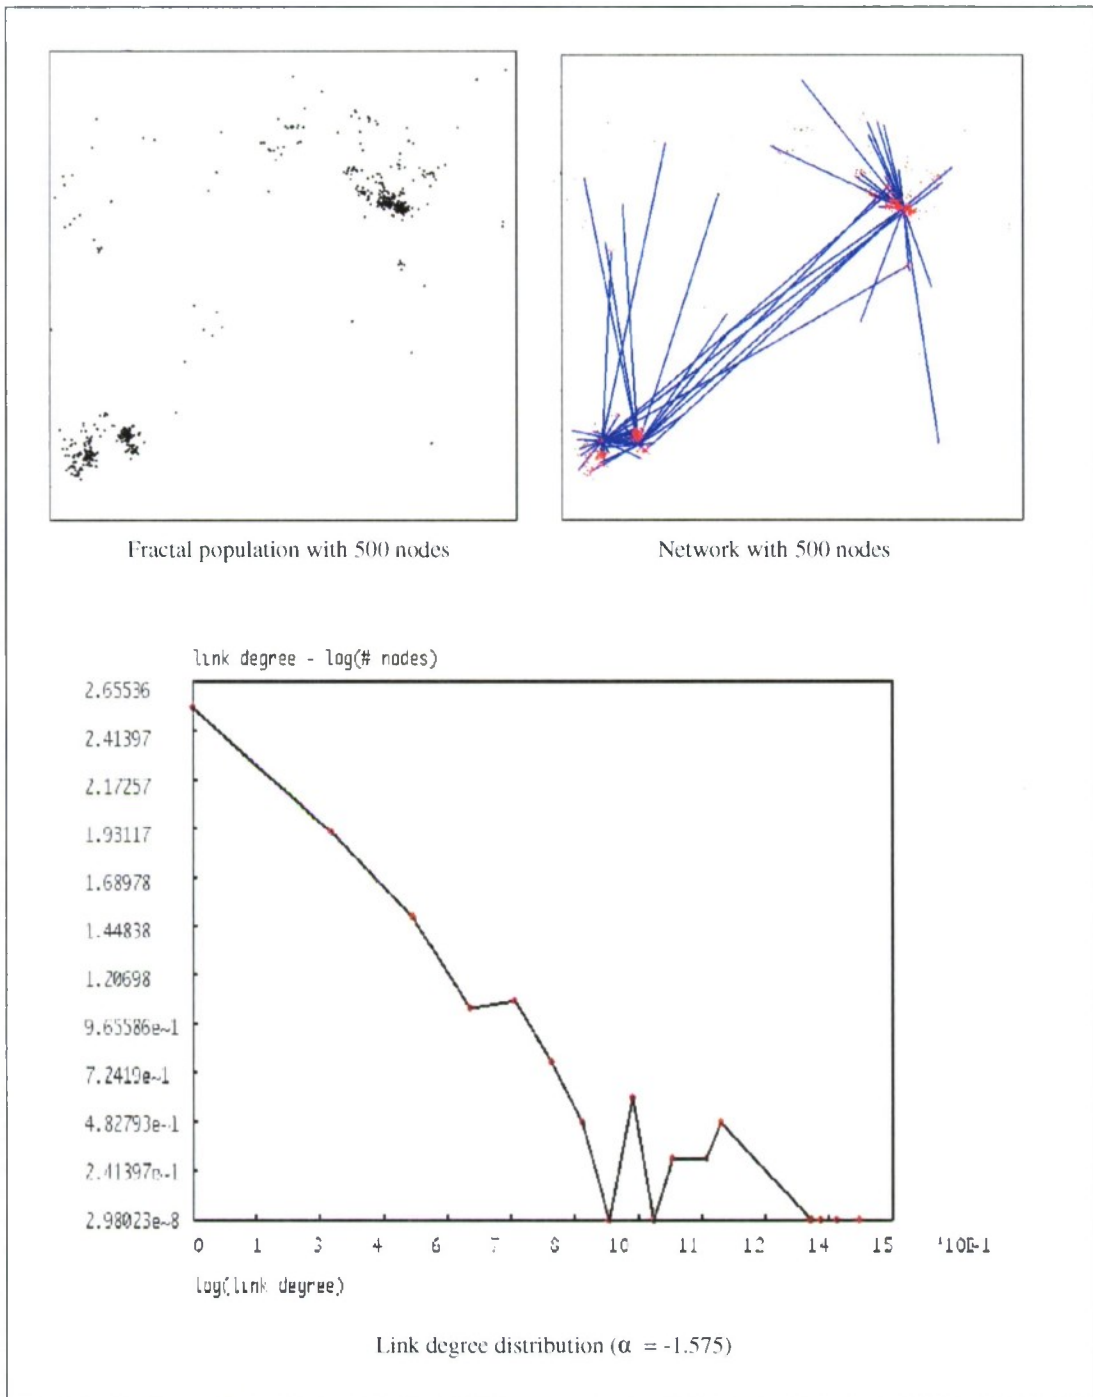 Fractal population with 500 nodes
Network with 500 nodes
link degree - log(# nodes)
2.65536
2.41397
2.17257
1.93117
1.68978
1.44838
1.20698
9.65586e~1
7.2419e~1
4.82793e~1
2.41397e~1
2.98023e~8
0 1 3 4 6 7 8 10 11 12 14 15 *10E-1
log(link degree)
Link degree distribution (α = -1.575)